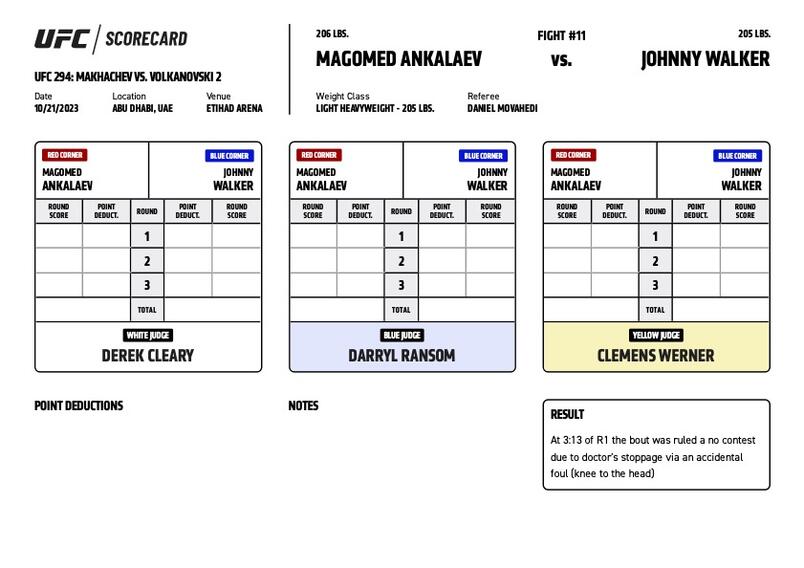 UFC SCORECARD
UFC 294: MAKHACHEV VS. VOLKANOVSKI 2
Date Location Venue
10/21/2023 ABU DHABI, UAE ETIHAD ARENA
206 LBS. FIGHT #11 205 LBS.
MAGOMED ANKALAEV VS. JOHNNY WALKER
Weight Class Referee
LIGHT HEAVYWEIGHT - 205 LBS. DANIEL MOVAHEDI
RED CORNER BLUE CORNER
MAGOMED JOHNNY
ANKALAEV WALKER
ROUND POINT ROUND POINT ROUND
SCORE DEDUCT. DEDUCT. SCORE
1
2
3
TOTAL
WHITE JUDGE
DEREK CLEARY
RED CORNER BLUE CORNER
MAGOMED JOHNNY
ANKALAEV WALKER
ROUND POINT ROUND POINT ROUND
SCORE DEDUCT. DEDUCT. SCORE
1
2
3
TOTAL
BLUE JUDGE
DARRYL RANSOM
RED CORNER BLUE CORNER
MAGOMED JOHNNY
ANKALAEV WALKER
ROUND POINT ROUND POINT ROUND
SCORE DEDUCT. DEDUCT. SCORE
1
2
3
TOTAL
YELLOW JUDGE
CLEMENS WERNER
POINT DEDUCTIONS
NOTES
RESULT
At 3:13 of R1 the bout was ruled a no contest
due to doctor's stoppage via an accidental
foul (knee to the head)